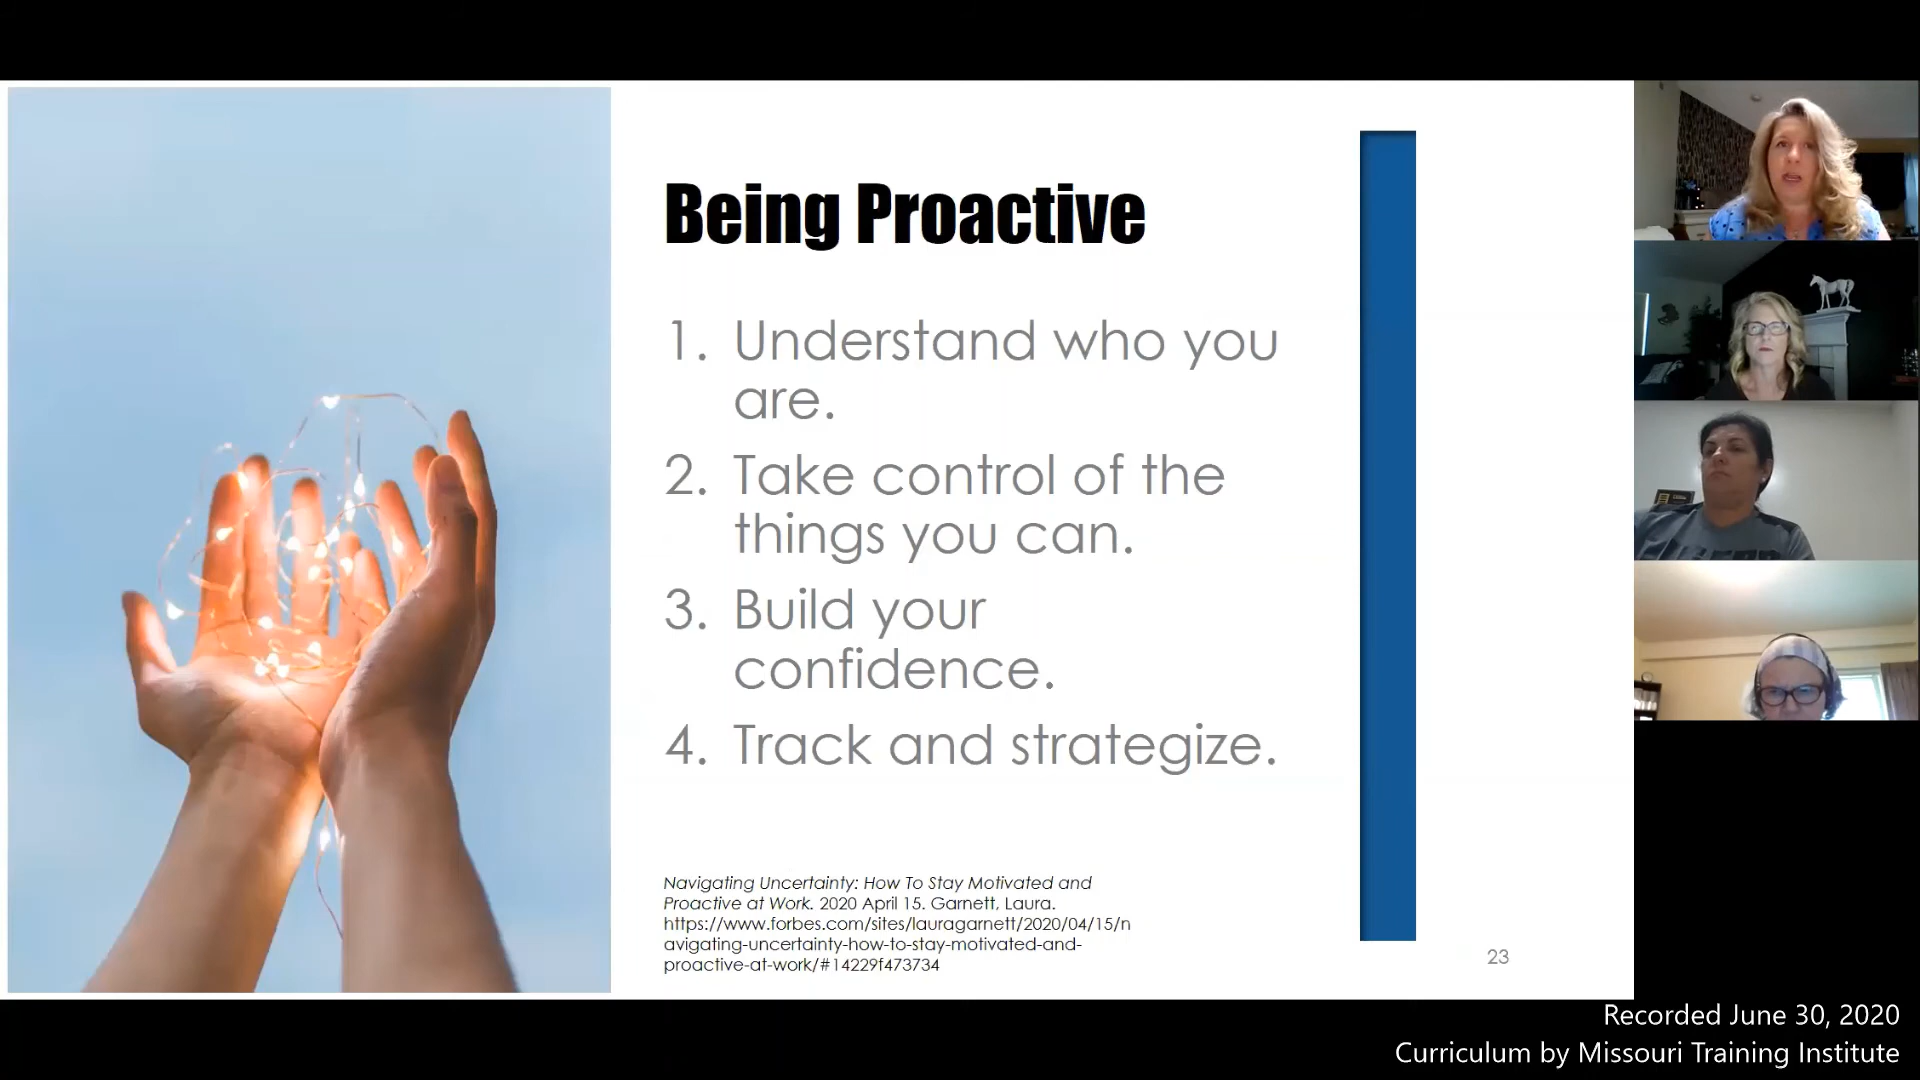 Being Proactive
1. Understand who you
are.
2. Take control of the
things you can.
3. Build your
confidence.
4. Track and strategize.
Navigating Uncertainty: How To Stay Motivated and
Proactive at Work. 2020 April 15. Garnett, Laura.
https://www.forbes.com/sites/lauragarnett/2020/04/15/n
avigating-uncertainty-how-to-stay-motivated-and-
proactive-at-work/#14229f473734
23
Recorded June 30, 2020
Curriculum by Missouri Training Institute